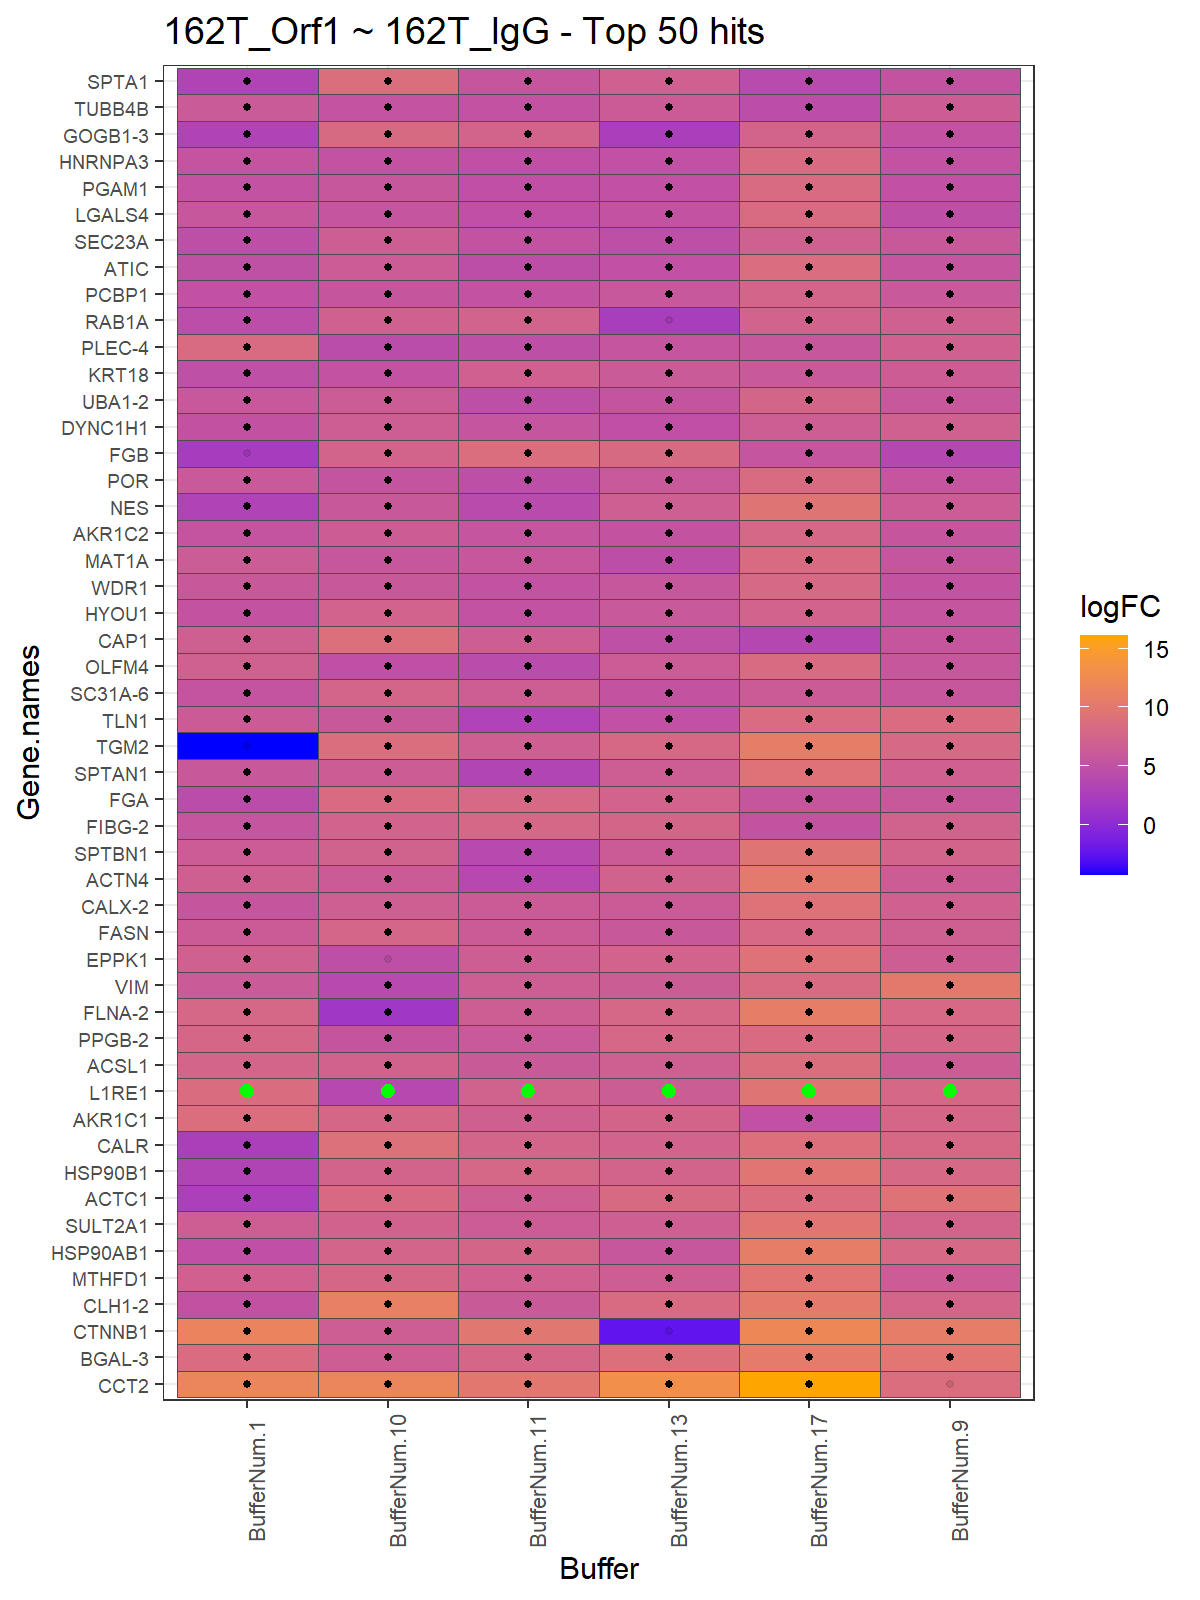 162T_Orf1 ~ 162T_IgG - Top 50 hits
SPTA1
TUBB4B
GOGB1-3
HNRNPA3
PGAM1
LGALS4
SEC23A
ATIC
PCBP1
RAB1A
PLEC-4
KRT18
UBA1-2
DYNC1H1
FGB
POR
NES
AKR1C2
MAT1A
WDR1
HYOU1
CAP1
OLFM4
SC31A-6
TLN1
TGM2
SPTAN1
FGA
FIBG-2
SPTBN1
ACTN4
CALX-2
FASN
EPPK1
VIM
FLNA-2
PPGB-2
ACSL1
L1RE1
AKR1C1
CALR
HSP90B1
ACTC1
SULT2A1
HSP90AB1
MTHFD1
CLH1-2
CTNNB1
BGAL-3
CCT2
Gene.names
BufferNum.1
BufferNum.10
BufferNum.11
BufferNum.13
BufferNum.17
BufferNum.9
Buffer
logFC
15
10
5
0